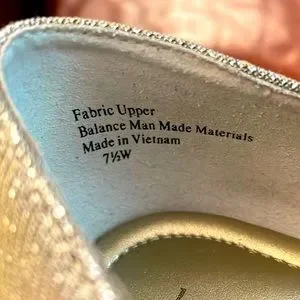 Fabric Upper
Balance Man Made Materials
Made in Vietnam
7½W